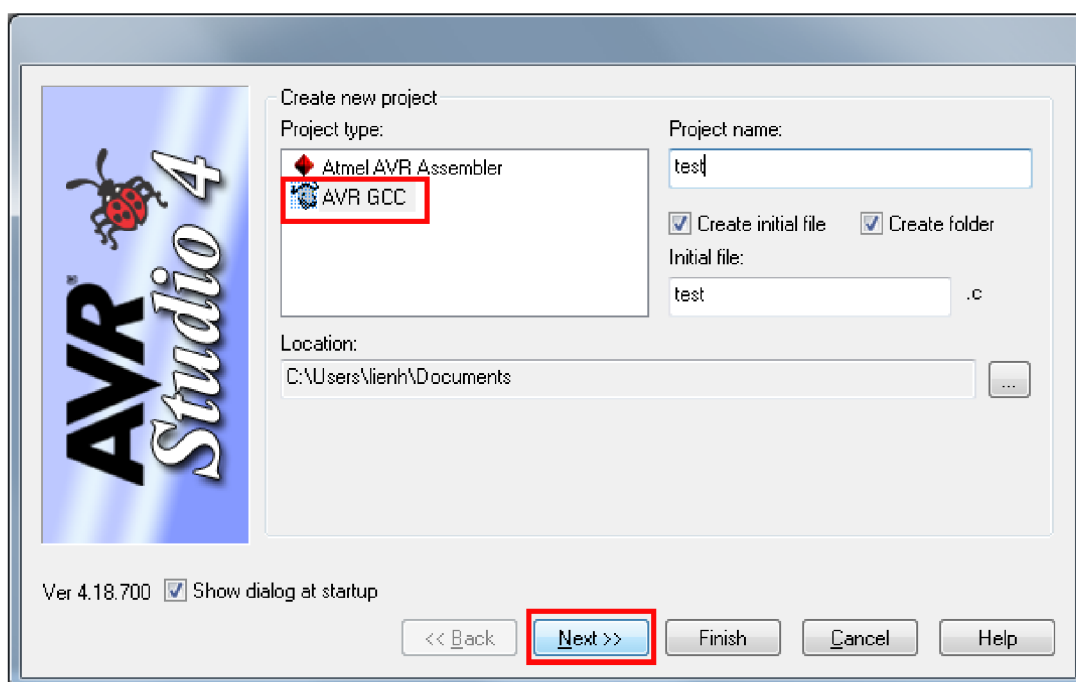 AVR® Studio 4
Create new project
Project type:
Atmel AVR Assembler
AVR GCC
Project name:
test
Create initial file
Create folder
Initial file:
test
.c
Location:
C:\Users\lienh\Documents
...
Ver 4.18.700
Show dialog at startup
<< Back
Next >>
Finish
Cancel
Help